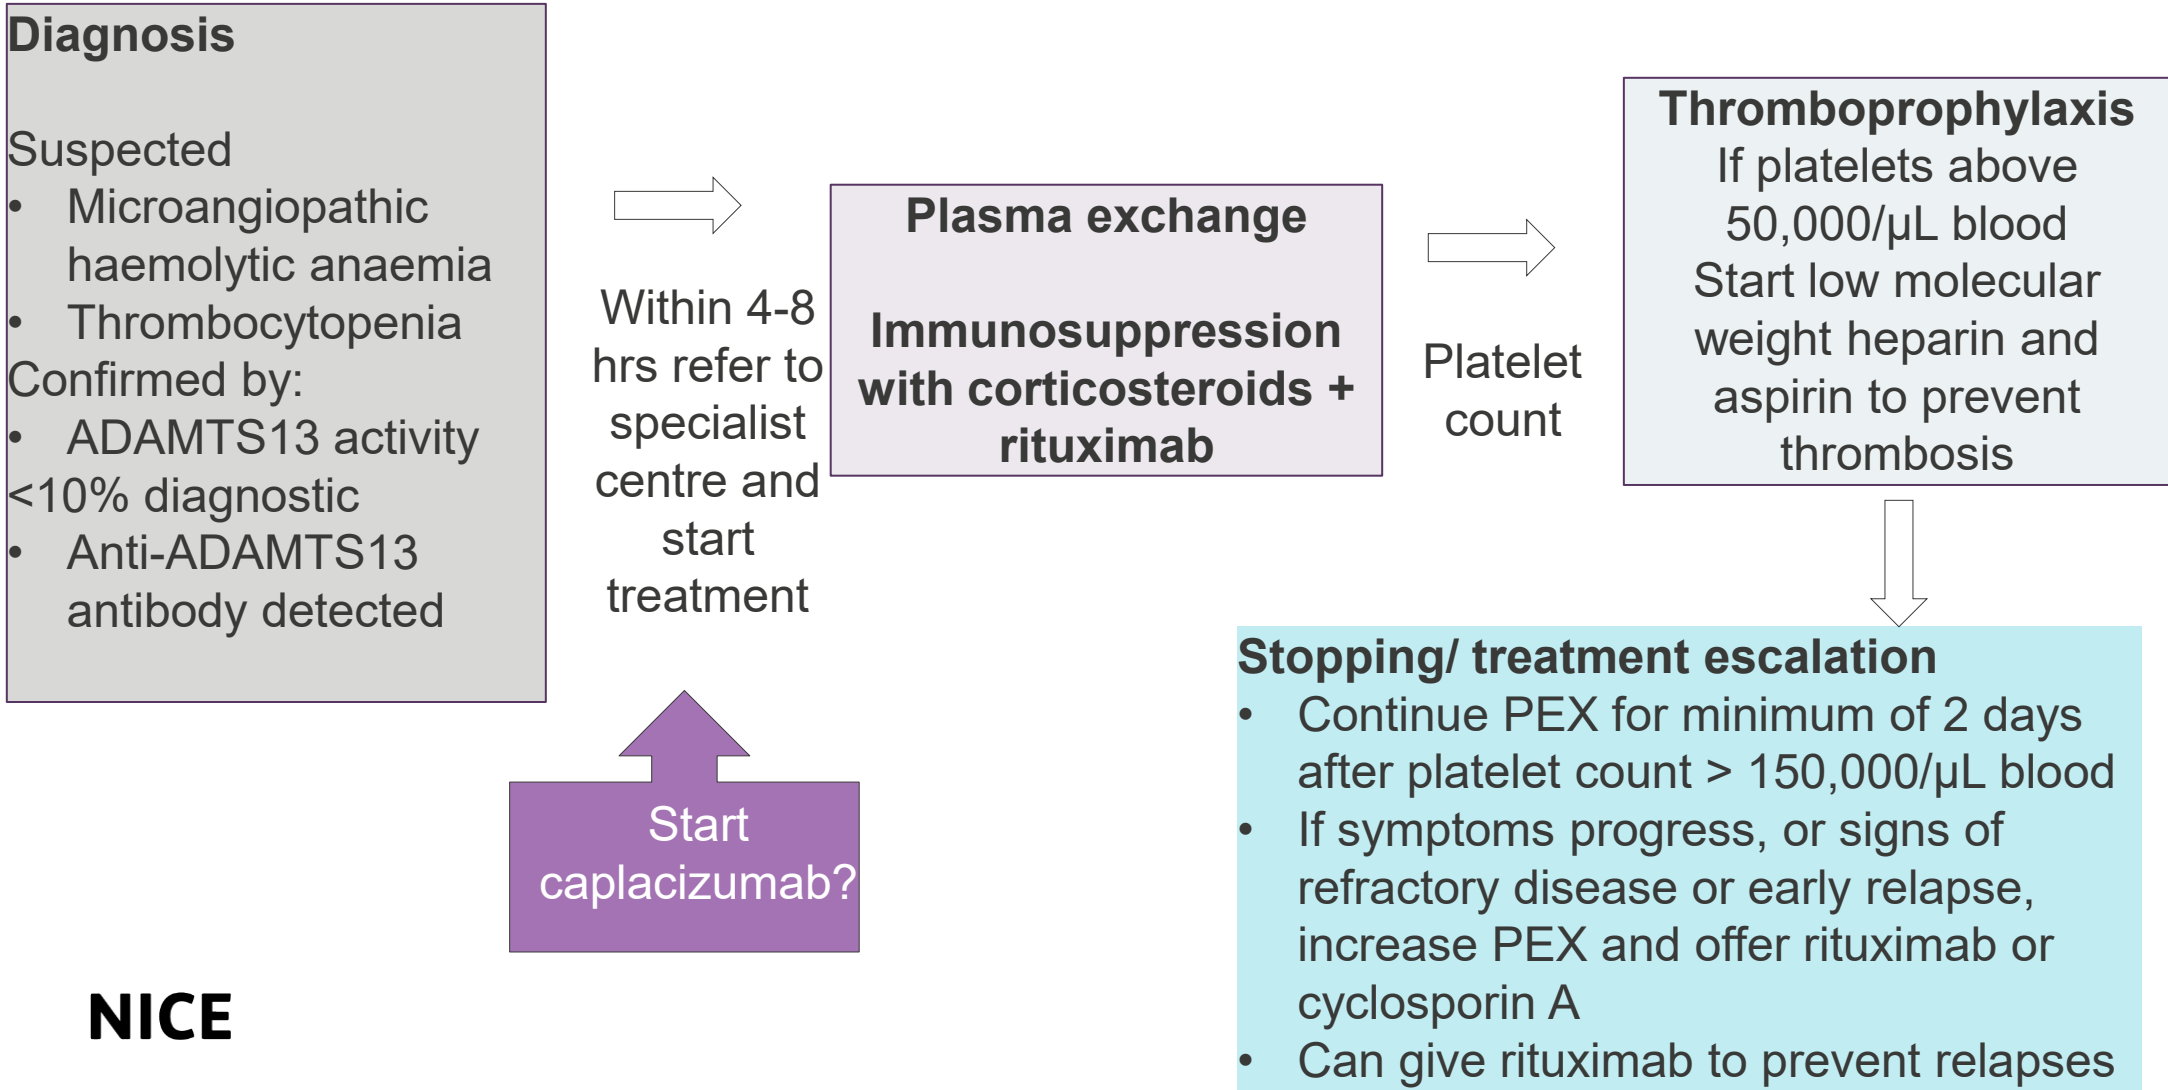 Diagnosis
Suspected
• Microangiopathic
haemolytic anaemia
• Thrombocytopenia
Confirmed by:
• ADAMTS13 activity
<10% diagnostic
• Anti-ADAMTS13
antibody detected
Within 4-8
hrs refer to
specialist
centre and
start
treatment
Start
caplacizumab?
Plasma exchange
Immunosuppression
with corticosteroids +
rituximab
Platelet
count
Thromboprophylaxis
If platelets above
50,000/µL blood
Start low molecular
weight heparin and
aspirin to prevent
thrombosis
Stopping/ treatment escalation
• Continue PEX for minimum of 2 days
after platelet count > 150,000/µL blood
• If symptoms progress, or signs of
refractory disease or early relapse,
increase PEX and offer rituximab or
cyclosporin A
• Can give rituximab to prevent relapses
NICE